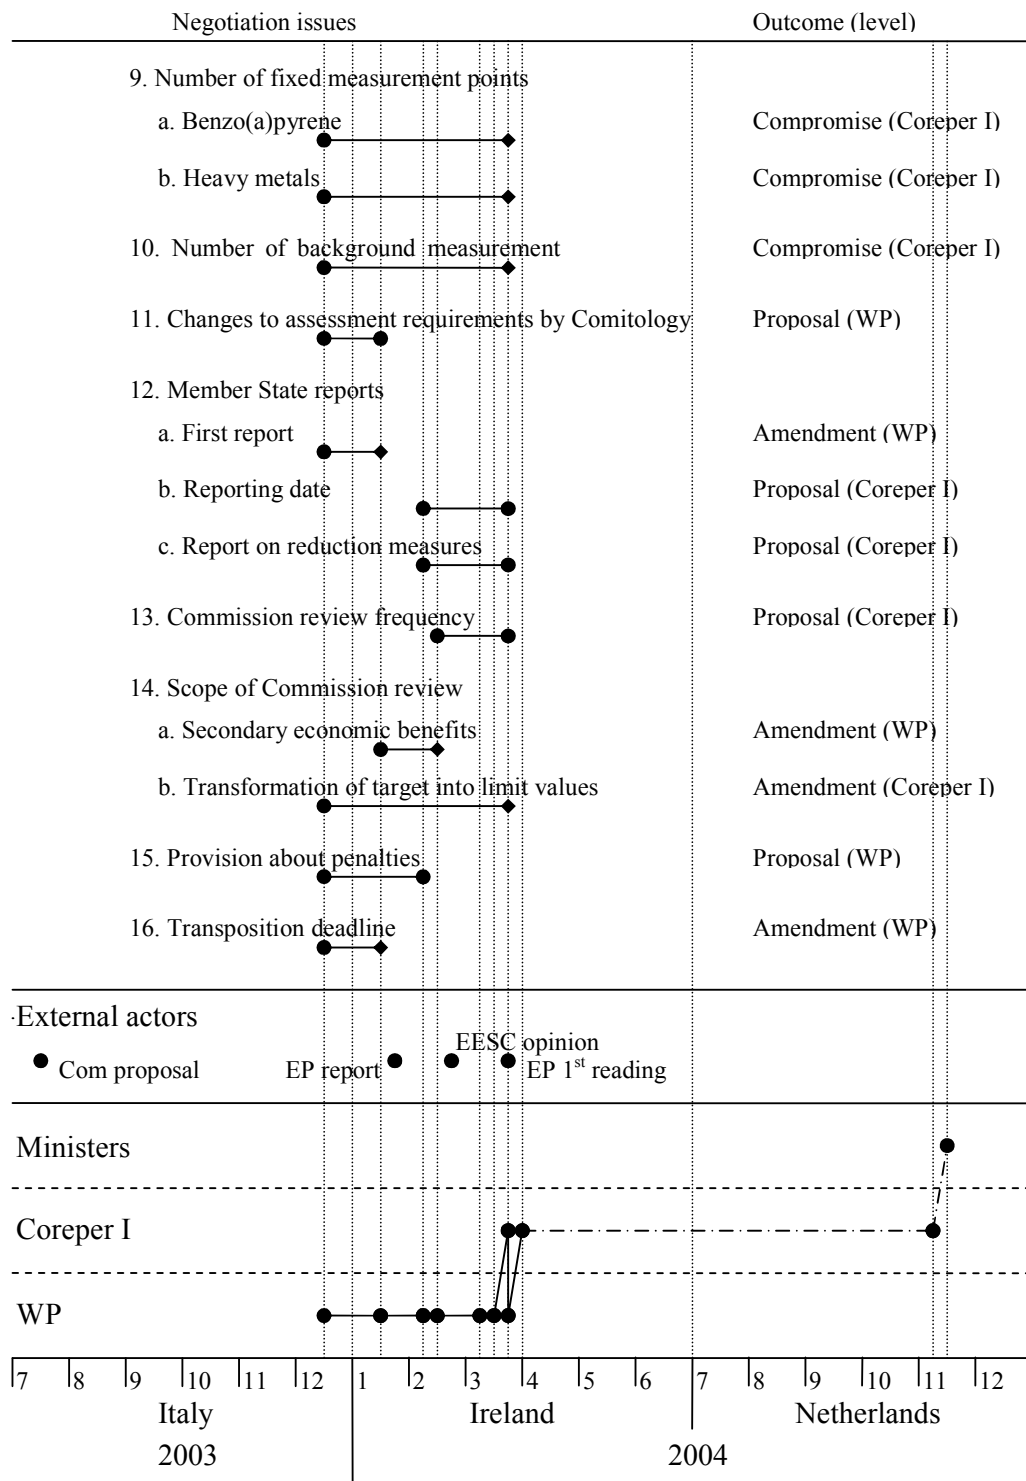 Negotiation issues Outcome (level)
9. Number of fixed measurement points
a. Benzo(a)pyrene Compromise (Coreper I)
b. Heavy metals Compromise (Coreper I)
10. Number of background measurement Compromise (Coreper I)
11. Changes to assessment requirements by Comitology Proposal (WP)
12. Member State reports
a. First report Amendment (WP)
b. Reporting date Proposal (Coreper I)
c. Report on reduction measures Proposal (Coreper I)
13. Commission review frequency Proposal (Coreper I)
14. Scope of Commission review
a. Secondary economic benefits Amendment (WP)
b. Transformation of target into limit values Amendment (Coreper I)
15. Provision about penalties Proposal (WP)
16. Transposition deadline Amendment (WP)
External actors
EESC opinion
Com proposal EP report EP 1st reading
Ministers
Coreper I
WP
7 8 9 10 11 12 1 2 3 4 5 6 7 8 9 10 11 12
Italy Ireland Netherlands
2003 2004